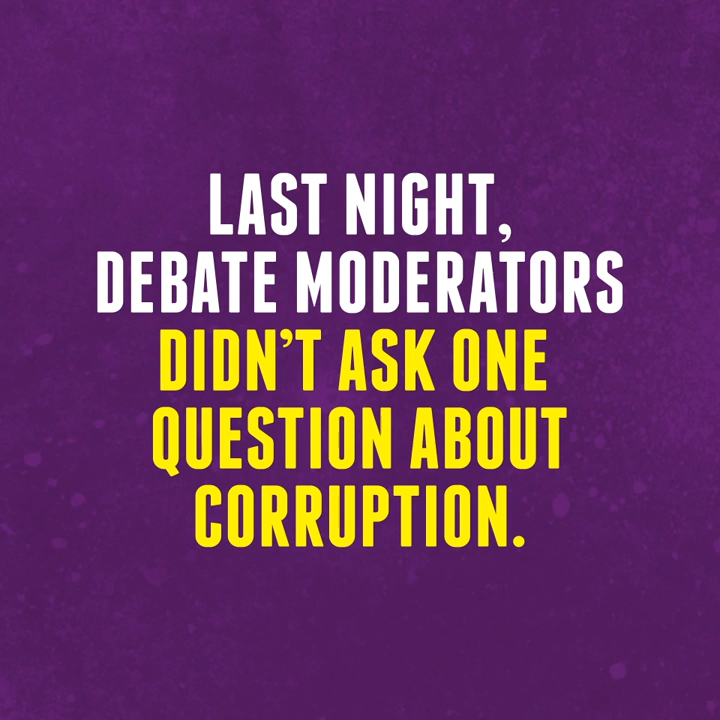 LAST NIGHT,
DEBATE MODERATORS
DIDN'T ASK ONE
QUESTION ABOUT
CORRUPTION.